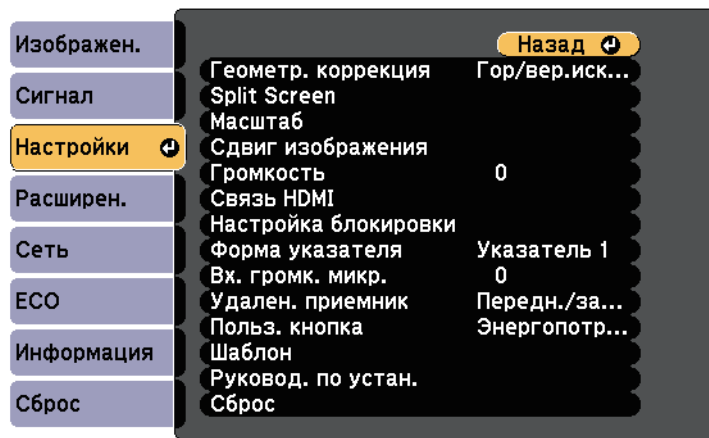 Изображен.
Сигнал
Настройки
Расширен.
Сеть
ECO
Информация
Сброс
Назад
Геометр. коррекция Гор/вер.иск...
Split Screen
Масштаб
Сдвиг изображения
Громкость 0
Связь HDMI
Настройка блокировки
Форма указателя Указатель 1
Вх. громк. микр. 0
Удален. приемник Передн./за...
Польз. кнопка Энергопотр...
Шаблон
Руковод. по устан.
Сброс